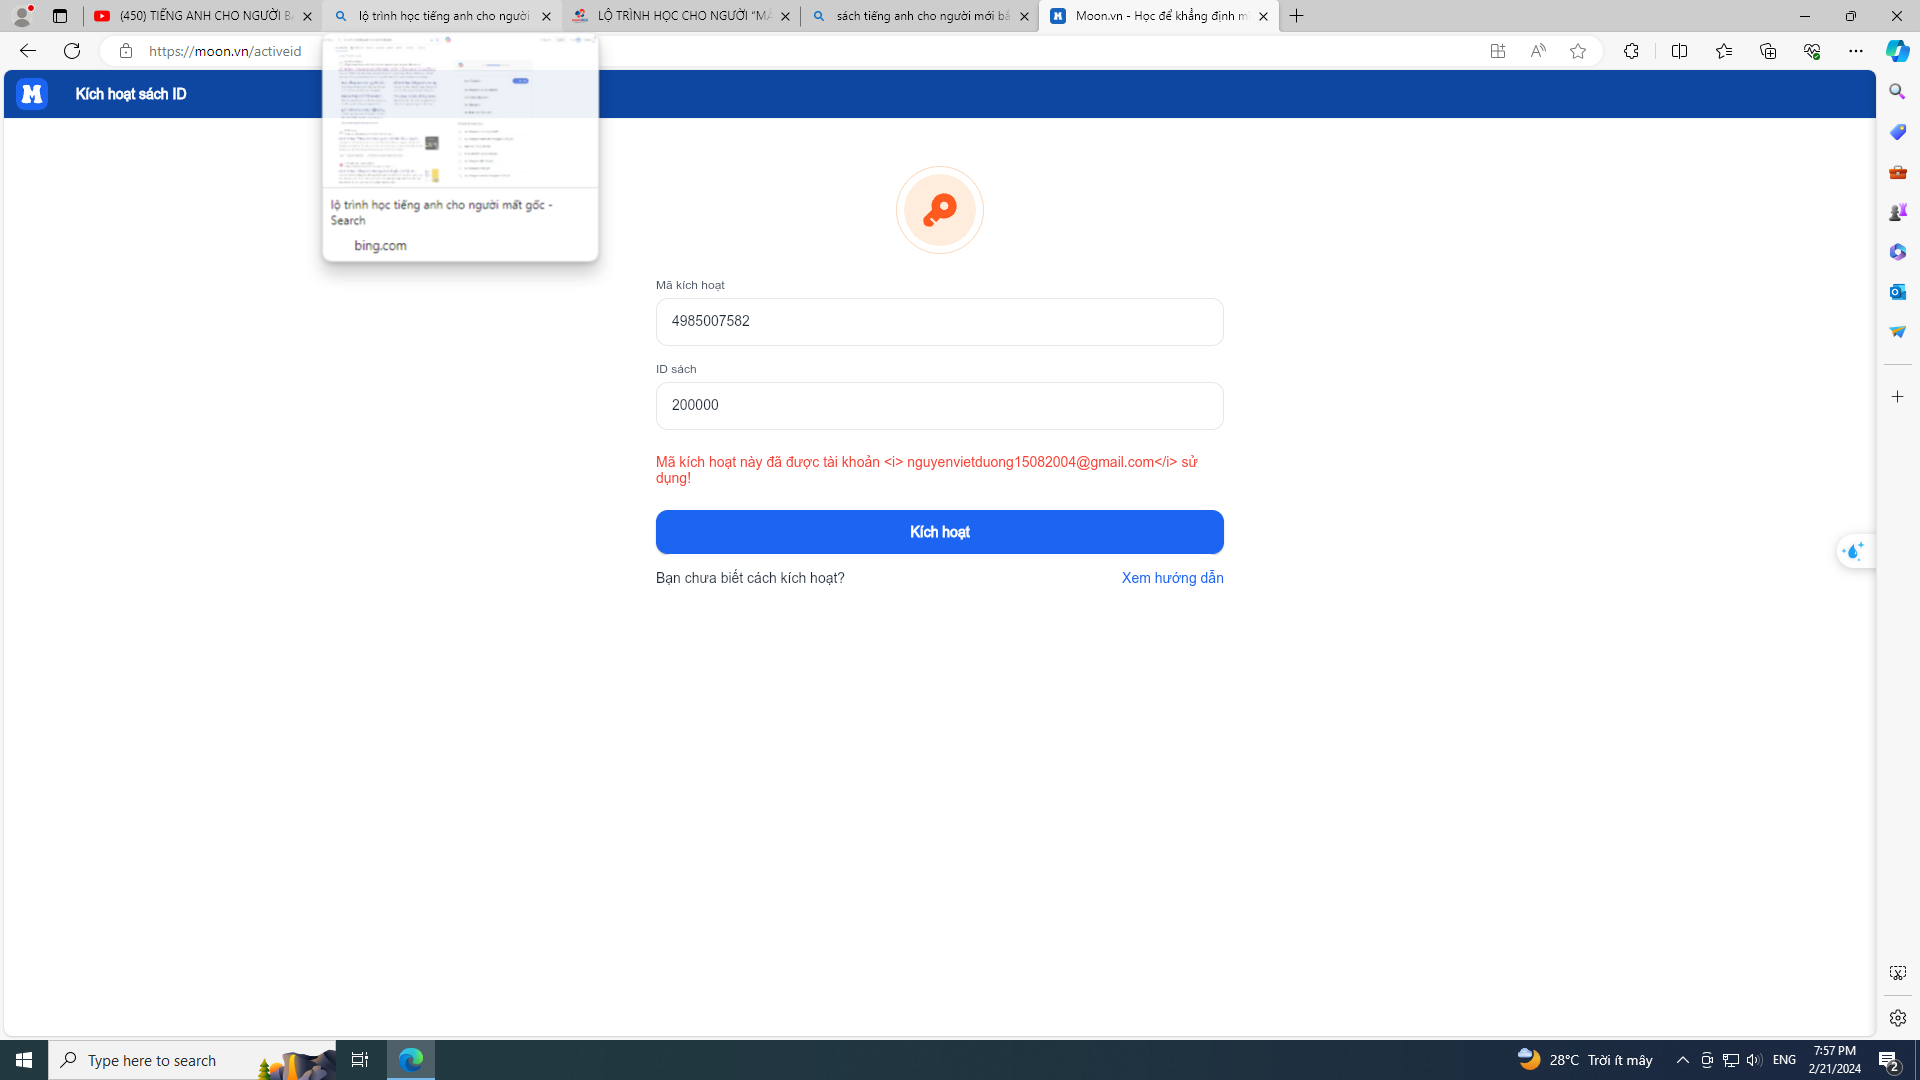 (450) TIẾNG ANH CHO NGƯỜI B
lộ trình học tiếng anh cho người
LỘ TRÌNH HỌC CHO NGƯỜI "MẤ
sách tiếng anh cho người mới bắ
Moon.vn - Học để khẳng định m
https://moon.vn/activeid
Kích hoạt sách ID
lộ trình học tiếng anh cho người mất gốc -
Search
bing.com
Mã kích hoạt
4985007582
ID sách
200000
Mã kích hoạt này đã được tài khoản <i> nguyenvietduong15082004@gmail.com</i> sử
dụng!
Kích hoạt
Bạn chưa biết cách kích hoạt?
Xem hướng dẫn
Type here to search
28°C Trời ít mây
ENG
7:57 PM
2/21/2024
2